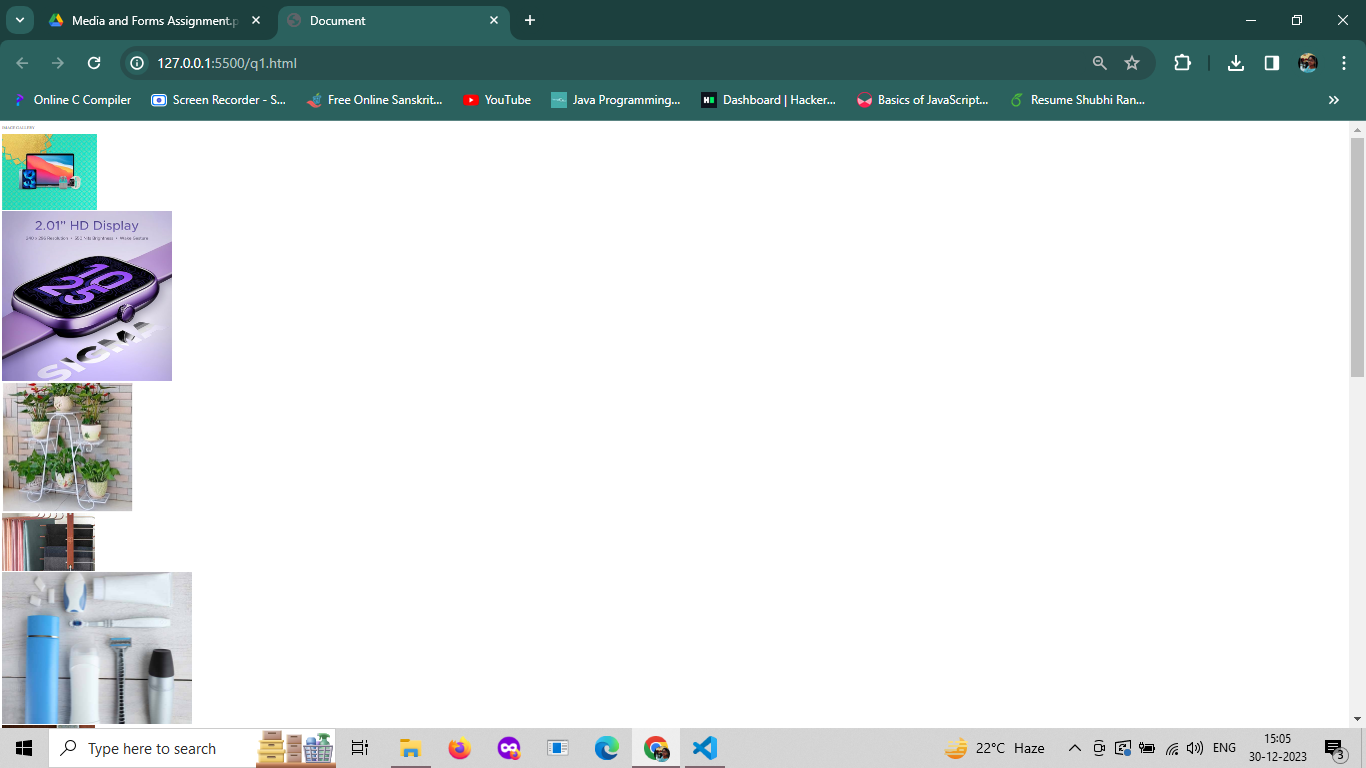 Media and Forms Assignment.p
Document
127.0.0.1:5500/q1.html
Online C Compiler
Screen Recorder - S...
Free Online Sanskrit...
YouTube
Java Programming...
Dashboard | Hacker...
Basics of JavaScript...
Resume Shubhi Ran...
2.01" HD Display
10
25
SIGMA
Type here to search
22°C Haze
ENG
15:05
30-12-2023
3